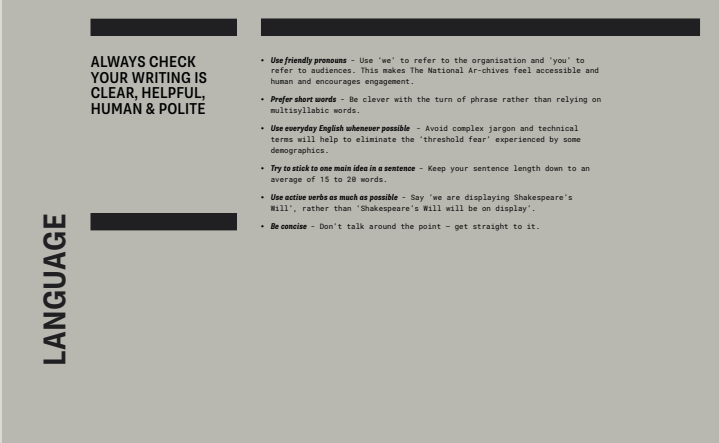 ALWAYS CHECK
YOUR WRITING IS
CLEAR, HELPFUL,
HUMAN & POLITE
• Use friendly pronouns - Use ‘we’ to refer to the organisation and ‘you’ to
refer to audiences. This makes The National Ar-chives feel accessible and
human and encourages engagement.
• Prefer short words - Be clever with the turn of phrase rather than relying on
multisyllabic words.
• Use everyday English whenever possible - Avoid complex jargon and technical
terms will help to eliminate the ‘threshold fear’ experienced by some
demographics.
• Try to stick to one main idea in a sentence - Keep your sentence length down to an
average of 15 to 20 words.
• Use active verbs as much as possible - Say ‘we are displaying Shakespeare’s
Will’, rather than ‘Shakespeare’s Will will be on display’.
• Be concise - Don’t talk around the point – get straight to it.
LANGUAGE